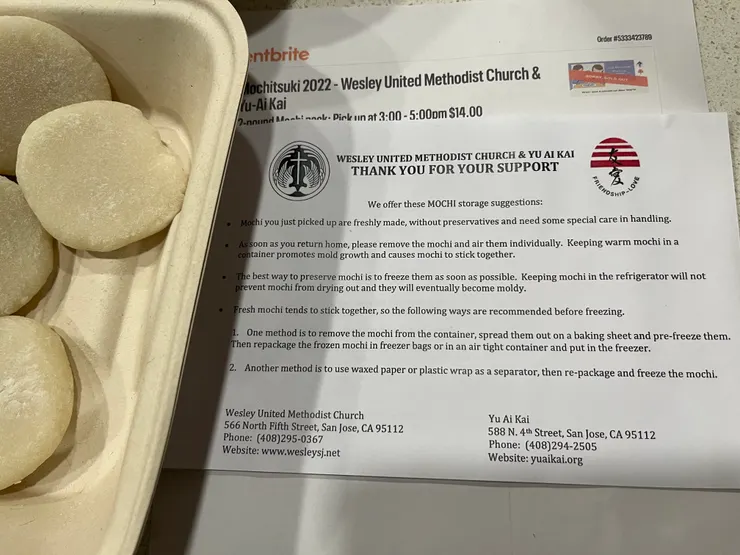 Order #5333423789
entbrite
Mochitsuki 2022 - Wesley United Methodist Church &
Yu-Ai Kai
2-pound Mochi pack: Pick up at 3:00 - 5:00pm $14.00
WESLEY UNITED METHODIST CHURCH & YU AI KAI
THANK YOU FOR YOUR SUPPORT
友愛
FRIENDSHIP-LOVE
We offer these MOCHI storage suggestions:
• Mochi you just picked up are freshly made, without preservatives and need some special care in handling.
• As soon as you return home, please remove the mochi and air them individually. Keeping warm mochi in a
container promotes mold growth and causes mochi to stick together.
• The best way to preserve mochi is to freeze them as soon as possible. Keeping mochi in the refrigerator will not
prevent mochi from drying out and they will eventually become moldy.
• Fresh mochi tends to stick together, so the following ways are recommended before freezing.
1. One method is to remove the mochi from the container, spread them out on a baking sheet and pre-freeze them.
Then repackage the frozen mochi in freezer bags or in an air tight container and put in the freezer.
2. Another method is to use waxed paper or plastic wrap as a separator, then re-package and freeze the mochi.
Wesley United Methodist Church
566 North Fifth Street, San Jose, CA 95112
Phone: (408)295-0367
Website: www.wesleysj.net
Yu Ai Kai
588 N. 4th Street, San Jose, CA 95112
Phone: (408)294-2505
Website: yuaikai.org